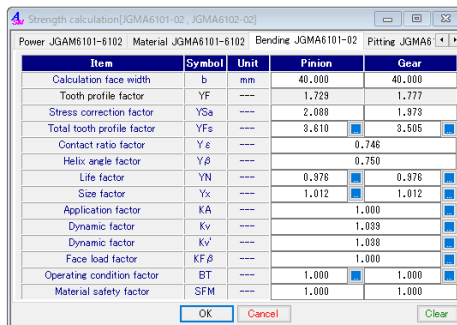 Strength calculation[JGMA6101-02 , JGMA6102-02]
Power JGAM6101-6102 Material JGMA6101-6102 Bending JGMA6101-02 Pitting JGMA6
Item Symbol Unit Pinion Gear
Calculation face width b mm 40.000 40.000
Tooth profile factor YF --- 1.729 1.777
Stress correction factor YSa --- 2.088 1.973
Total tooth profile factor YFs --- 3.610 ... 3.505 ...
Contact ratio factor Yε --- 0.746
Helix angle factor Yβ --- 0.750
Life factor YN --- 0.976 ... 0.976 ...
Size factor Yx --- 1.012 ... 1.012 ...
Application factor KA --- 1.000 ...
Dynamic factor Kv --- 1.039 ...
Dynamic factor Kv' --- 1.038 ...
Face load factor KFβ --- 1.000 ...
Operating condition factor BT --- 1.000 ... 1.000 ...
Material safety factor SFM --- 1.000 1.000
OK Cancel Clear